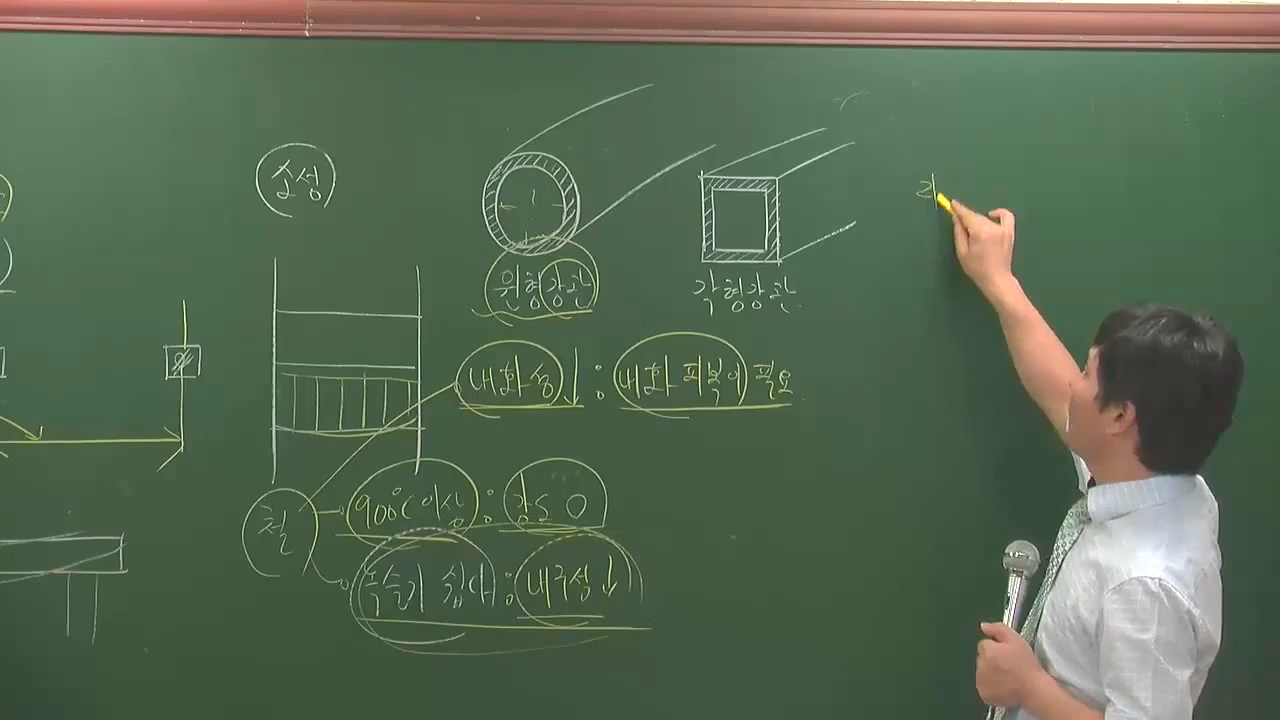 솜성
원형강관
각형강관
내화성↓ : 내화 피복이 필요
철
900℃ 이상 : 강도 0
녹슬기 쉽다 : 내구성↓